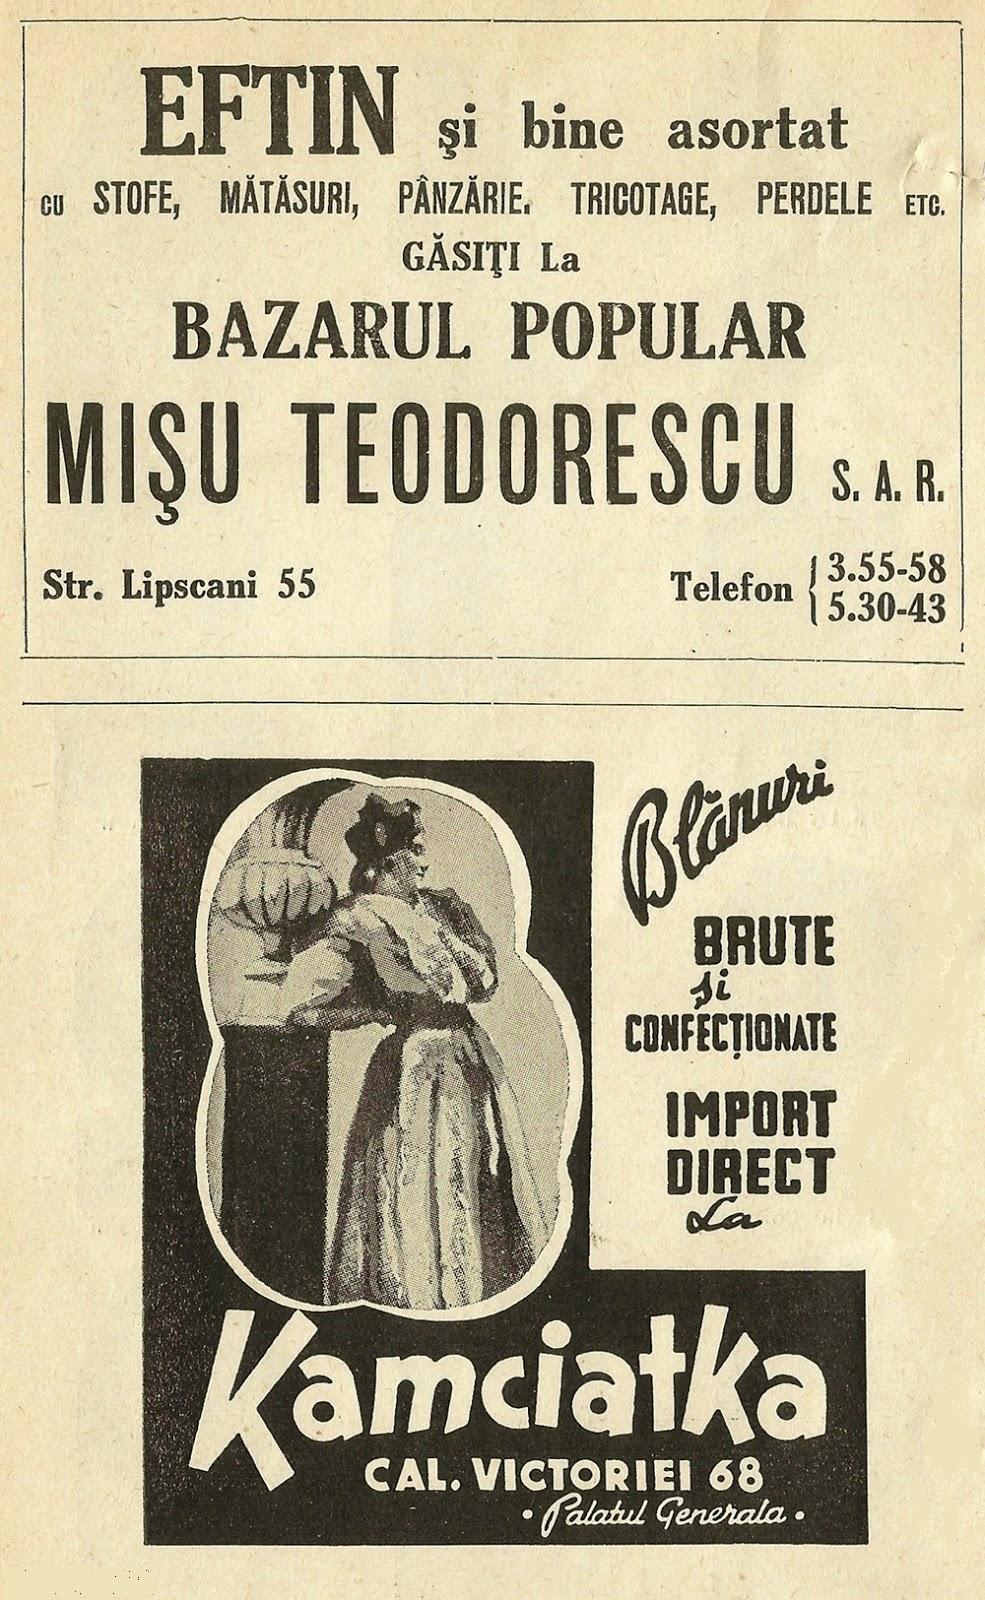 EFTIN şi bine asortat
CU STOFE, MĂTĂSURI, PÂNZĂRIE. TRICOTAGE, PERDELE ETC.
GĂSIŢI La
BAZARUL POPULAR
MIŞU TEODORESCU S. A. R.
Str. Lipscani 55
Telefon { 3.55-58
5.30-43
Blănuri
BRUTE
şi
CONFECŢIONATE
IMPORT
DIRECT
La
Kamciatka
CAL. VICTORIEI 68
• Palatul Generala •